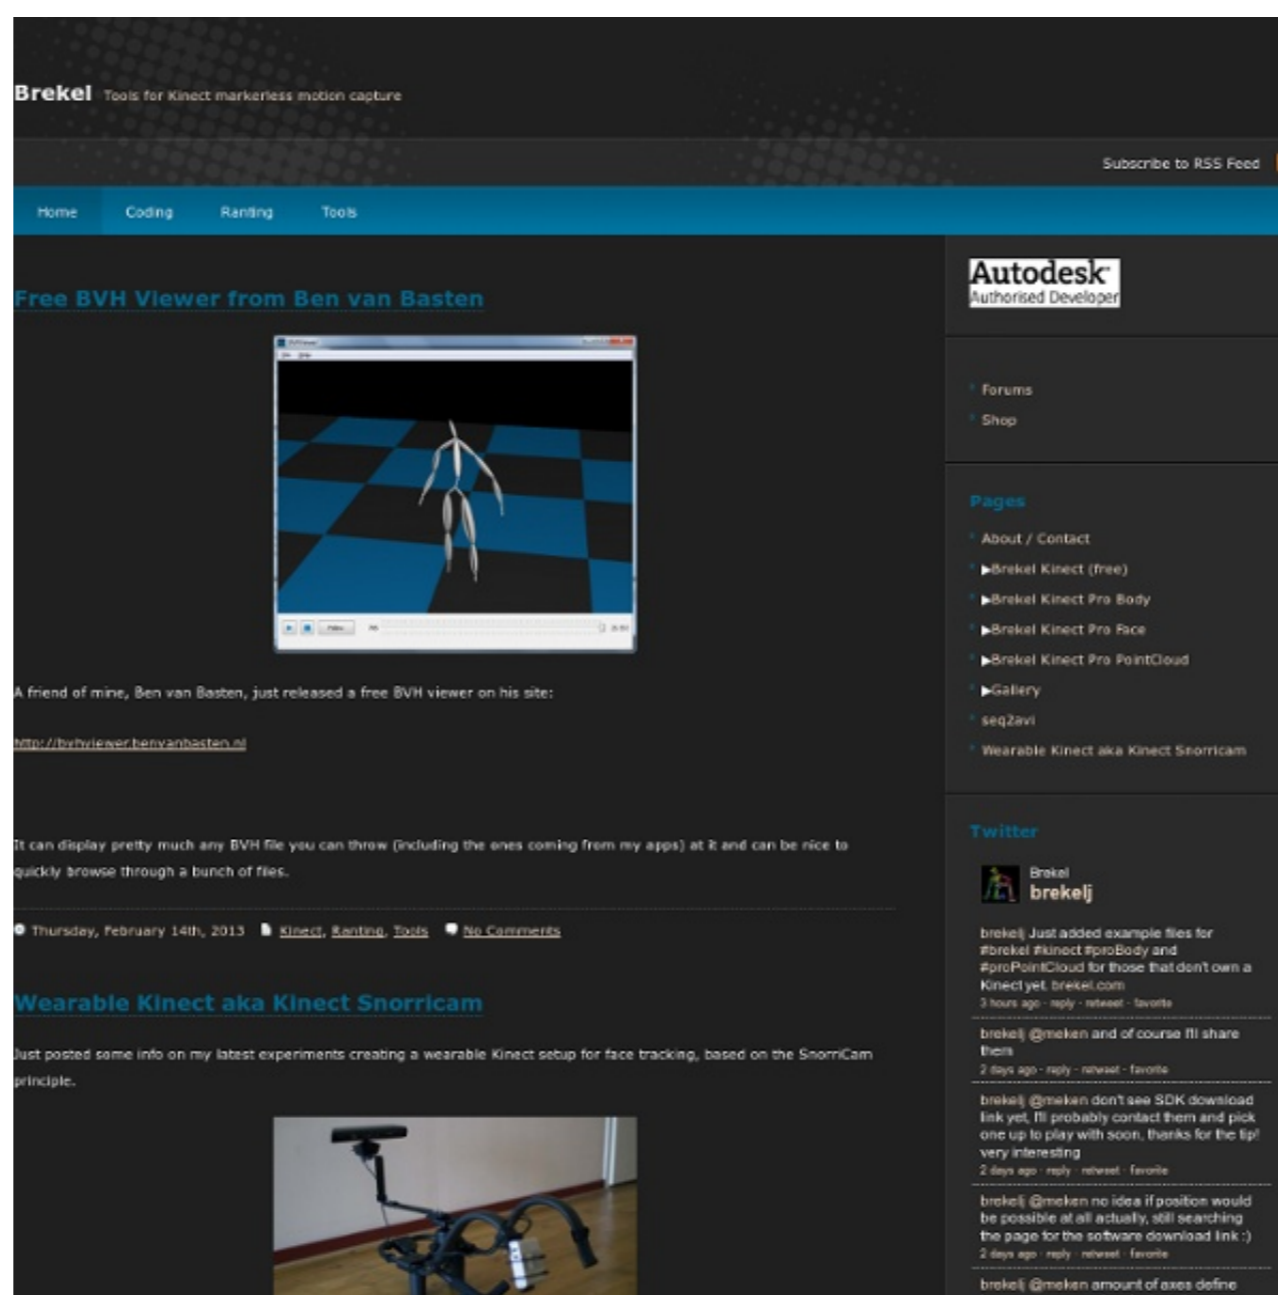 Brekel Tools for Kinect markerless motion capture
Subscribe to RSS Feed
Home Coding Ranting Tools
Free BVH Viewer from Ben van Basten
A friend of mine, Ben van Basten, just released a free BVH viewer on his site:
http://bvhviewer.benvanbasten.nl
It can display pretty much any BVH file you can throw (including the ones coming from my apps) at it and can be nice to
quickly browse through a bunch of files.
Thursday, February 14th, 2013 Kinect, Ranting, Tools No Comments
Wearable Kinect aka Kinect Snorricam
Just posted some info on my latest experiments creating a wearable Kinect setup for face tracking, based on the SnorriCam
principle.
Autodesk
Authorised Developer
Forums
Shop
Pages
About / Contact
▶Brekel Kinect (free)
▶Brekel Kinect Pro Body
▶Brekel Kinect Pro Face
▶Brekel Kinect Pro PointCloud
▶Gallery
seq2avi
Wearable Kinect aka Kinect Snorricam
Twitter
Brekel
brekelj
brekelj Just added example files for
#brekel #kinect #proBody and
#proPointCloud for those that don't own a
Kinect yet. brekel.com
3 hours ago · reply · retweet · favorite
brekelj @meken and of course I'll share
them
2 days ago · reply · retweet · favorite
brekelj @meken don't see SDK download
link yet, I'll probably contact them and pick
one up to play with soon, thanks for the tip!
very interesting
2 days ago · reply · retweet · favorite
brekelj @meken no idea if position would
be possible at all actually, still searching
the page for the software download link :)
2 days ago · reply · retweet · favorite
brekelj @meken amount of axes define